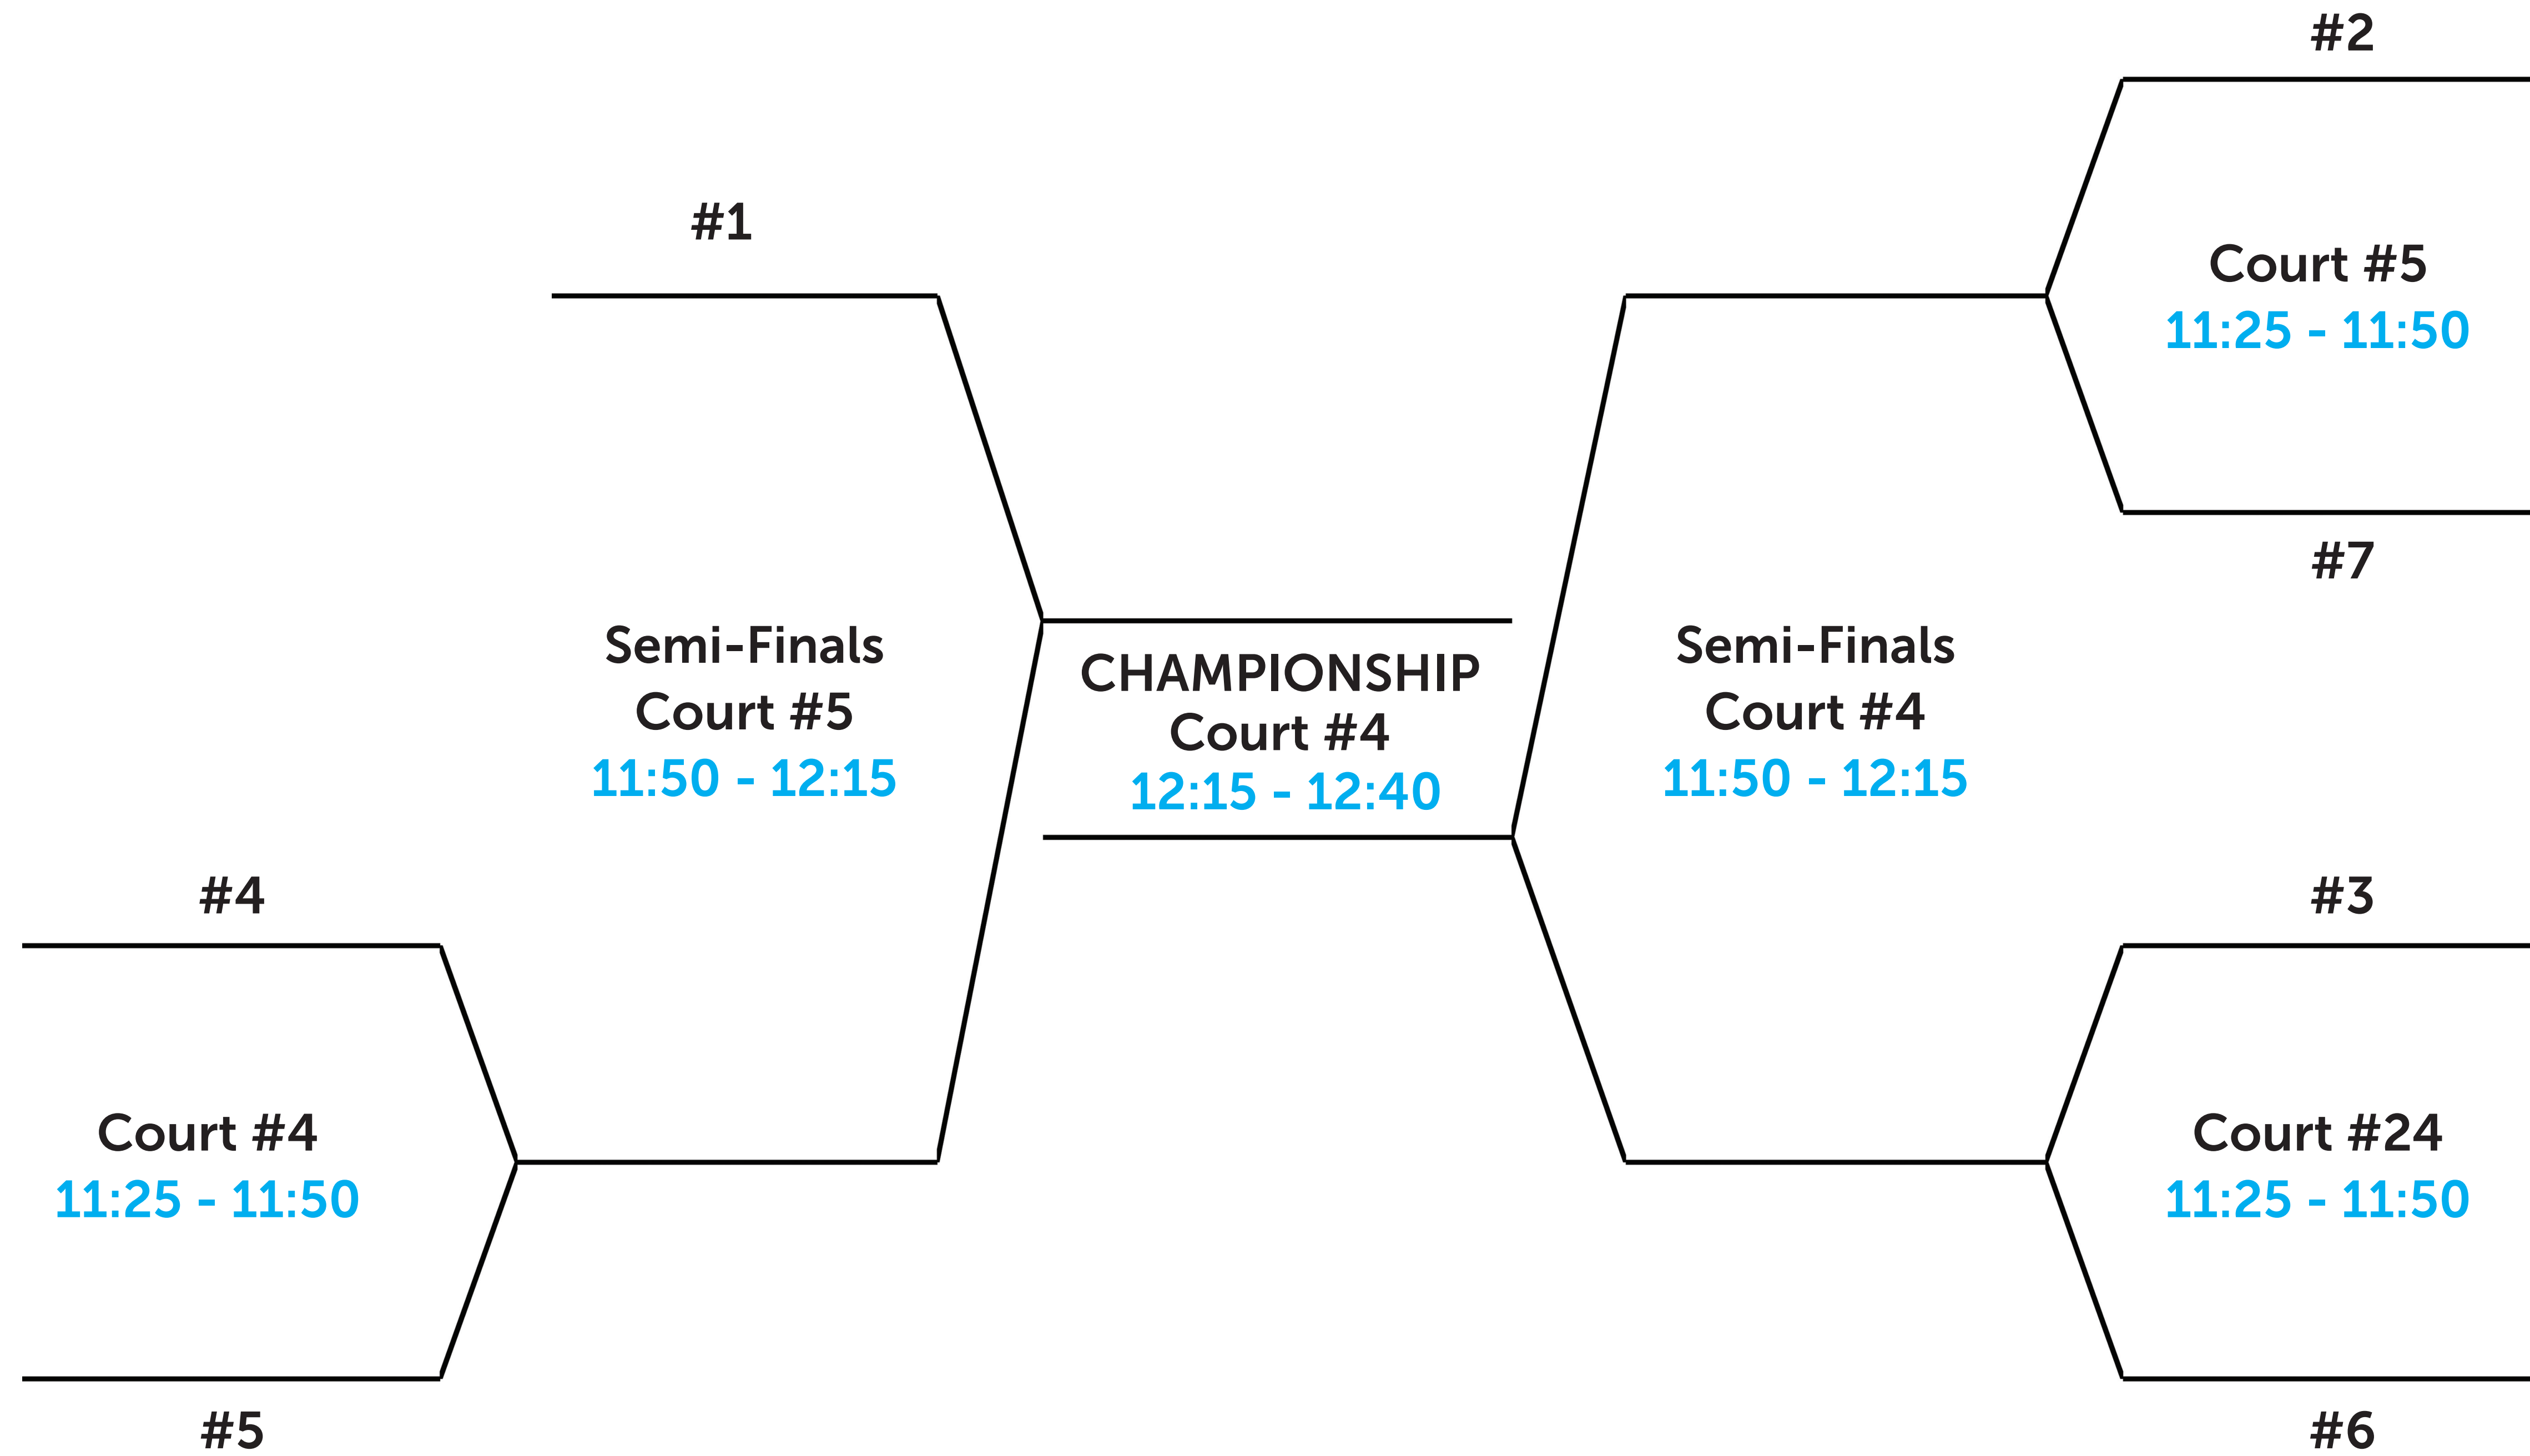 #2
#1
Court #5
11:25 - 11:50
#7
Semi-Finals
Court #5
11:50 - 12:15
CHAMPIONSHIP
Court #4
12:15 - 12:40
Semi-Finals
Court #4
11:50 - 12:15
#4
#3
Court #4
11:25 - 11:50
Court #24
11:25 - 11:50
#5
#6